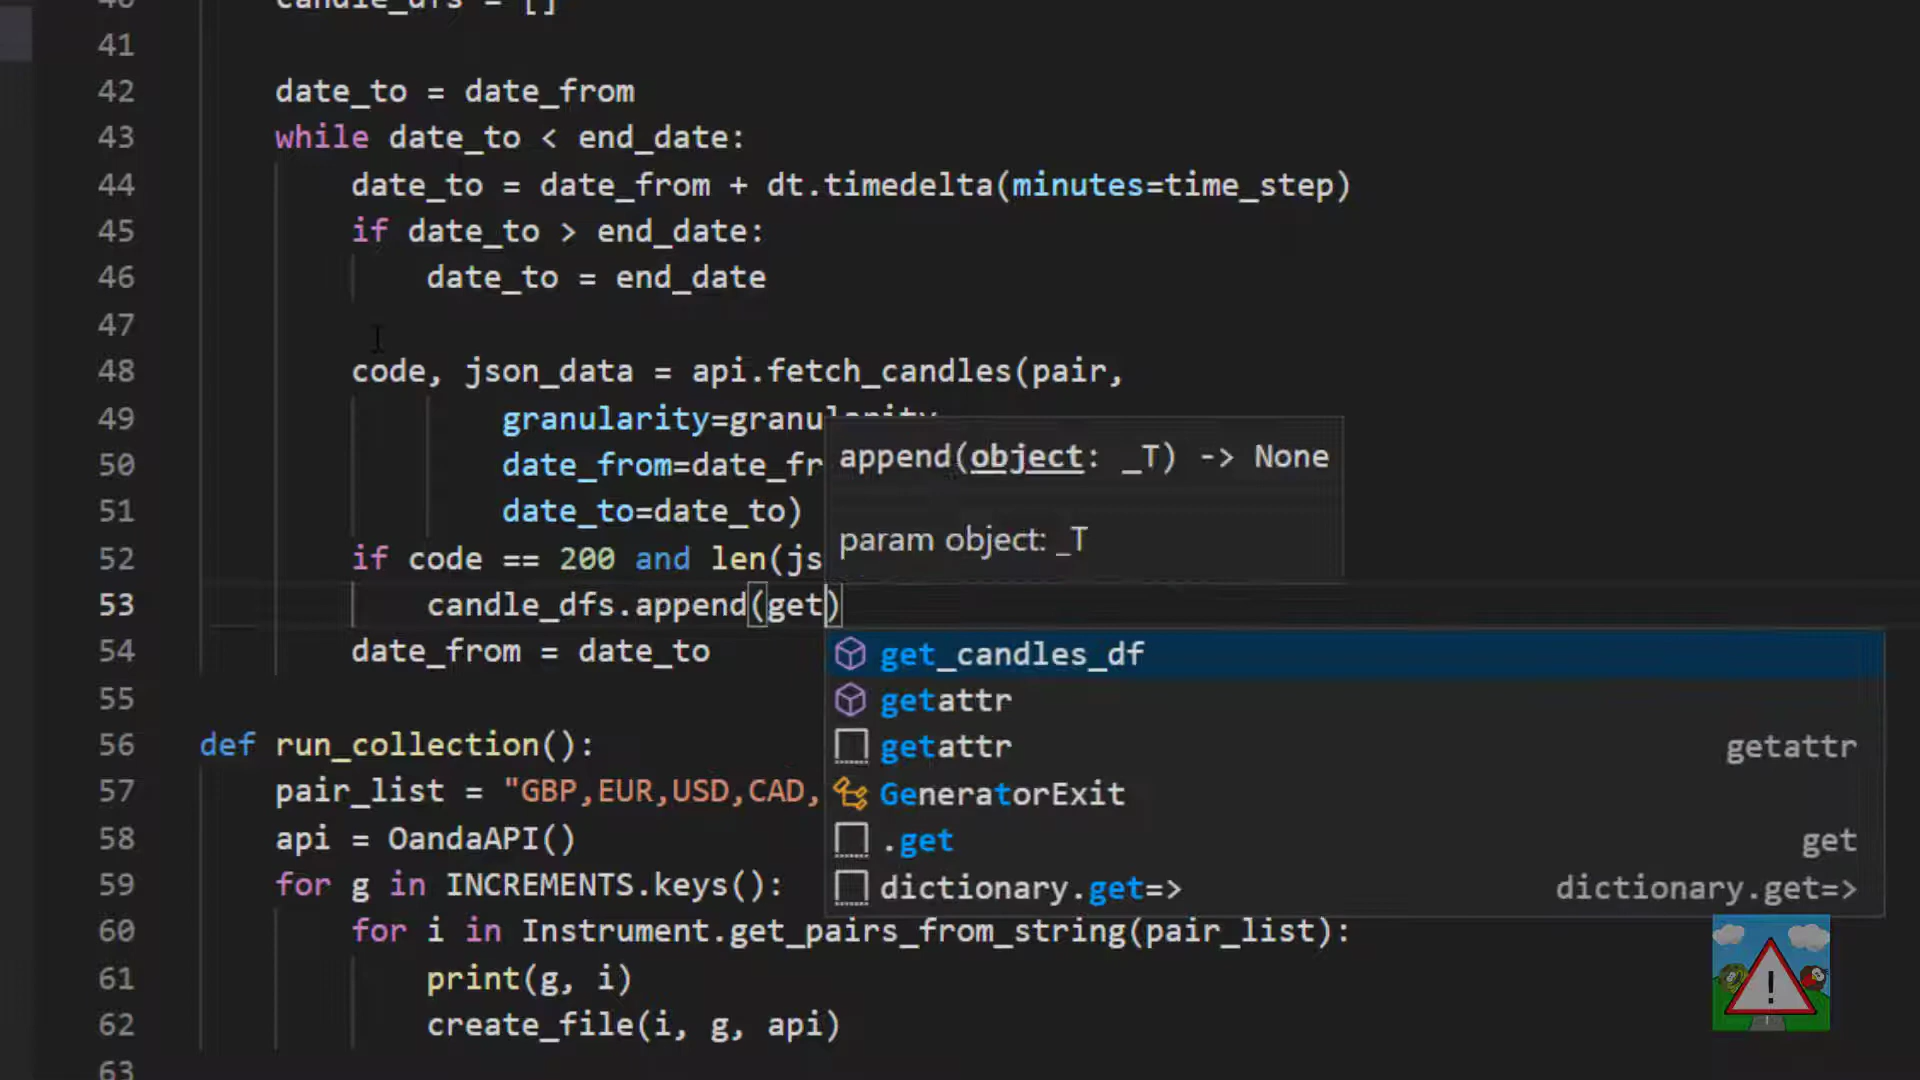 40 candle_dfs = []
41
42 date_to = date_from
43 while date_to < end_date:
44 date_to = date_from + dt.timedelta(minutes=time_step)
45 if date_to > end_date:
46 date_to = end_date
47
48 code, json_data = api.fetch_candles(pair,
49 granularity=granularity,
50 date_from=date_fr
51 date_to=date_to)
52 if code == 200 and len(js
53 candle_dfs.append(get)
54 date_from = date_to
55
56 def run_collection():
57 pair_list = "GBP,EUR,USD,CAD,
58 api = OandaAPI()
59 for g in INCREMENTS.keys():
60 for i in Instrument.get_pairs_from_string(pair_list):
61 print(g, i)
62 create_file(i, g, api)
63
append(object: _T) -> None
param object: _T
get_candles_df
getattr
getattr getattr
GeneratorExit
.get get
dictionary.get=> dictionary.get=>
!